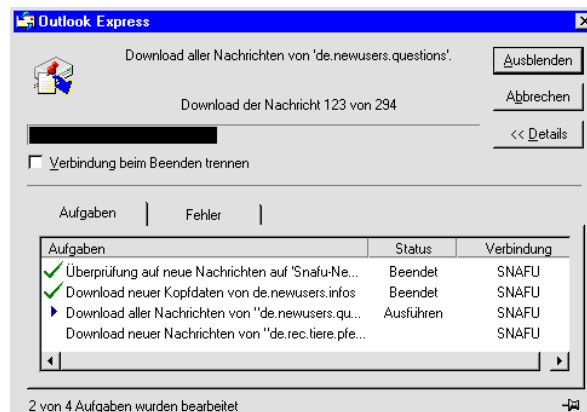 Outlook Express
Download aller Nachrichten von 'de.newusers.questions'.
Ausblenden
Download der Nachricht 123 von 294
Abbrechen
<< Details
Verbindung beim Beenden trennen
Aufgaben Fehler
Aufgaben Status Verbindung
Überprüfung auf neue Nachrichten auf 'Snafu-Ne... Beendet SNAFU
Download neuer Kopfdaten von de.newusers.infos Beendet SNAFU
Download aller Nachrichten von "de.newusers.qu... Ausführen SNAFU
Download neuer Nachrichten von "de.rec.tiere.pfe... SNAFU
2 von 4 Aufgaben wurden bearbeitet